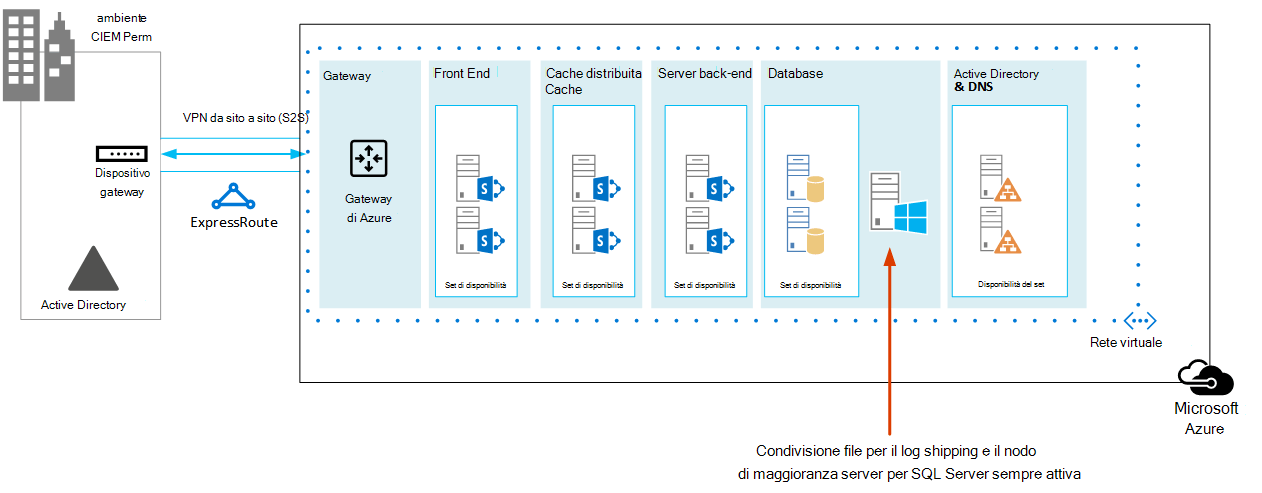 ambiente
CIEM Perm
VPN da sito a sito (S2S)
Dispositivo
gateway
ExpressRoute
Active Directory
Gateway
Gateway
di Azure
Front End
Set di disponibilità
Cache distribuita
Cache
Set di disponibilità
Server back-end
Set di disponibilità
Database
Set di disponibilità
Active Directory
& DNS
Disponibilità del set
Rete virtuale
Microsoft
Azure
Condivisione file per il log shipping e il nodo
di maggioranza server per SQL Server sempre attiva